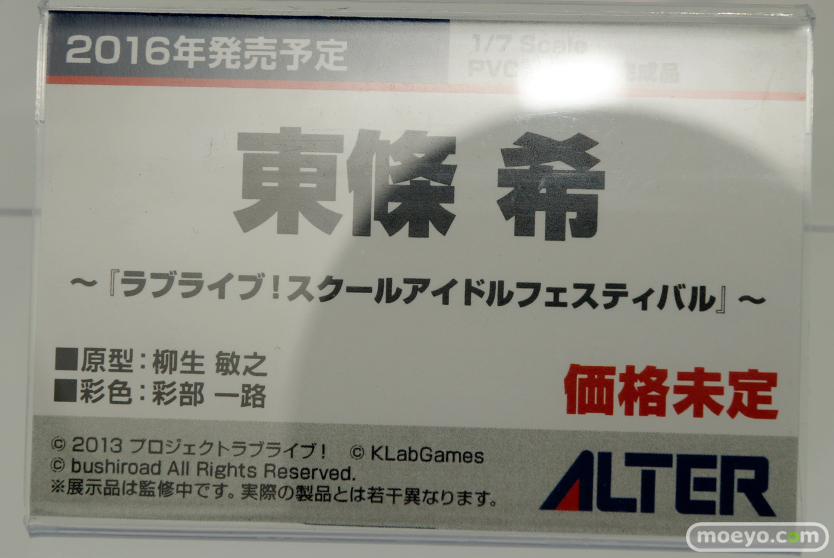 2016年発売予定
1/7 Scale
PVC 完成品
東條 希
～『ラブライブ！スクールアイドルフェスティバル』～
■原型：柳生 敏之
■彩色：彩部 一路
価格未定
© 2013 プロジェクトラブライブ！ © KLabGames
© bushiroad All Rights Reserved.
※展示品は監修中です。実際の製品とは若干異なります。
ALTER
moeyo.com